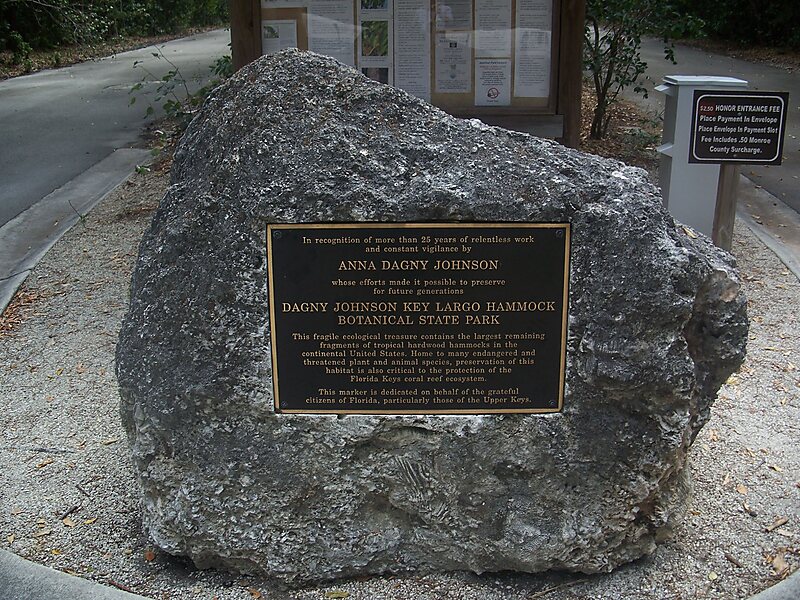 In recognition of more than 25 years of relentless work
and constant vigilance by
ANNA DAGNY JOHNSON
whose efforts made it possible to preserve
for future generations
DAGNY JOHNSON KEY LARGO HAMMOCK
BOTANICAL STATE PARK
This fragile ecological treasure contains the largest remaining
fragments of tropical hardwood hammocks in the
continental United States. Home to many endangered and
threatened plant and animal species, preservation of this
habitat is also critical to the protection of the
Florida Keys coral reef ecosystem.
This marker is dedicated on behalf of the grateful
citizens of Florida, particularly those of the Upper Keys.
$2.50 HONOR ENTRANCE FEE
Place Payment In Envelope
Place Envelope In Payment Slot
Fee Includes .50 Monroe
County Surcharge.